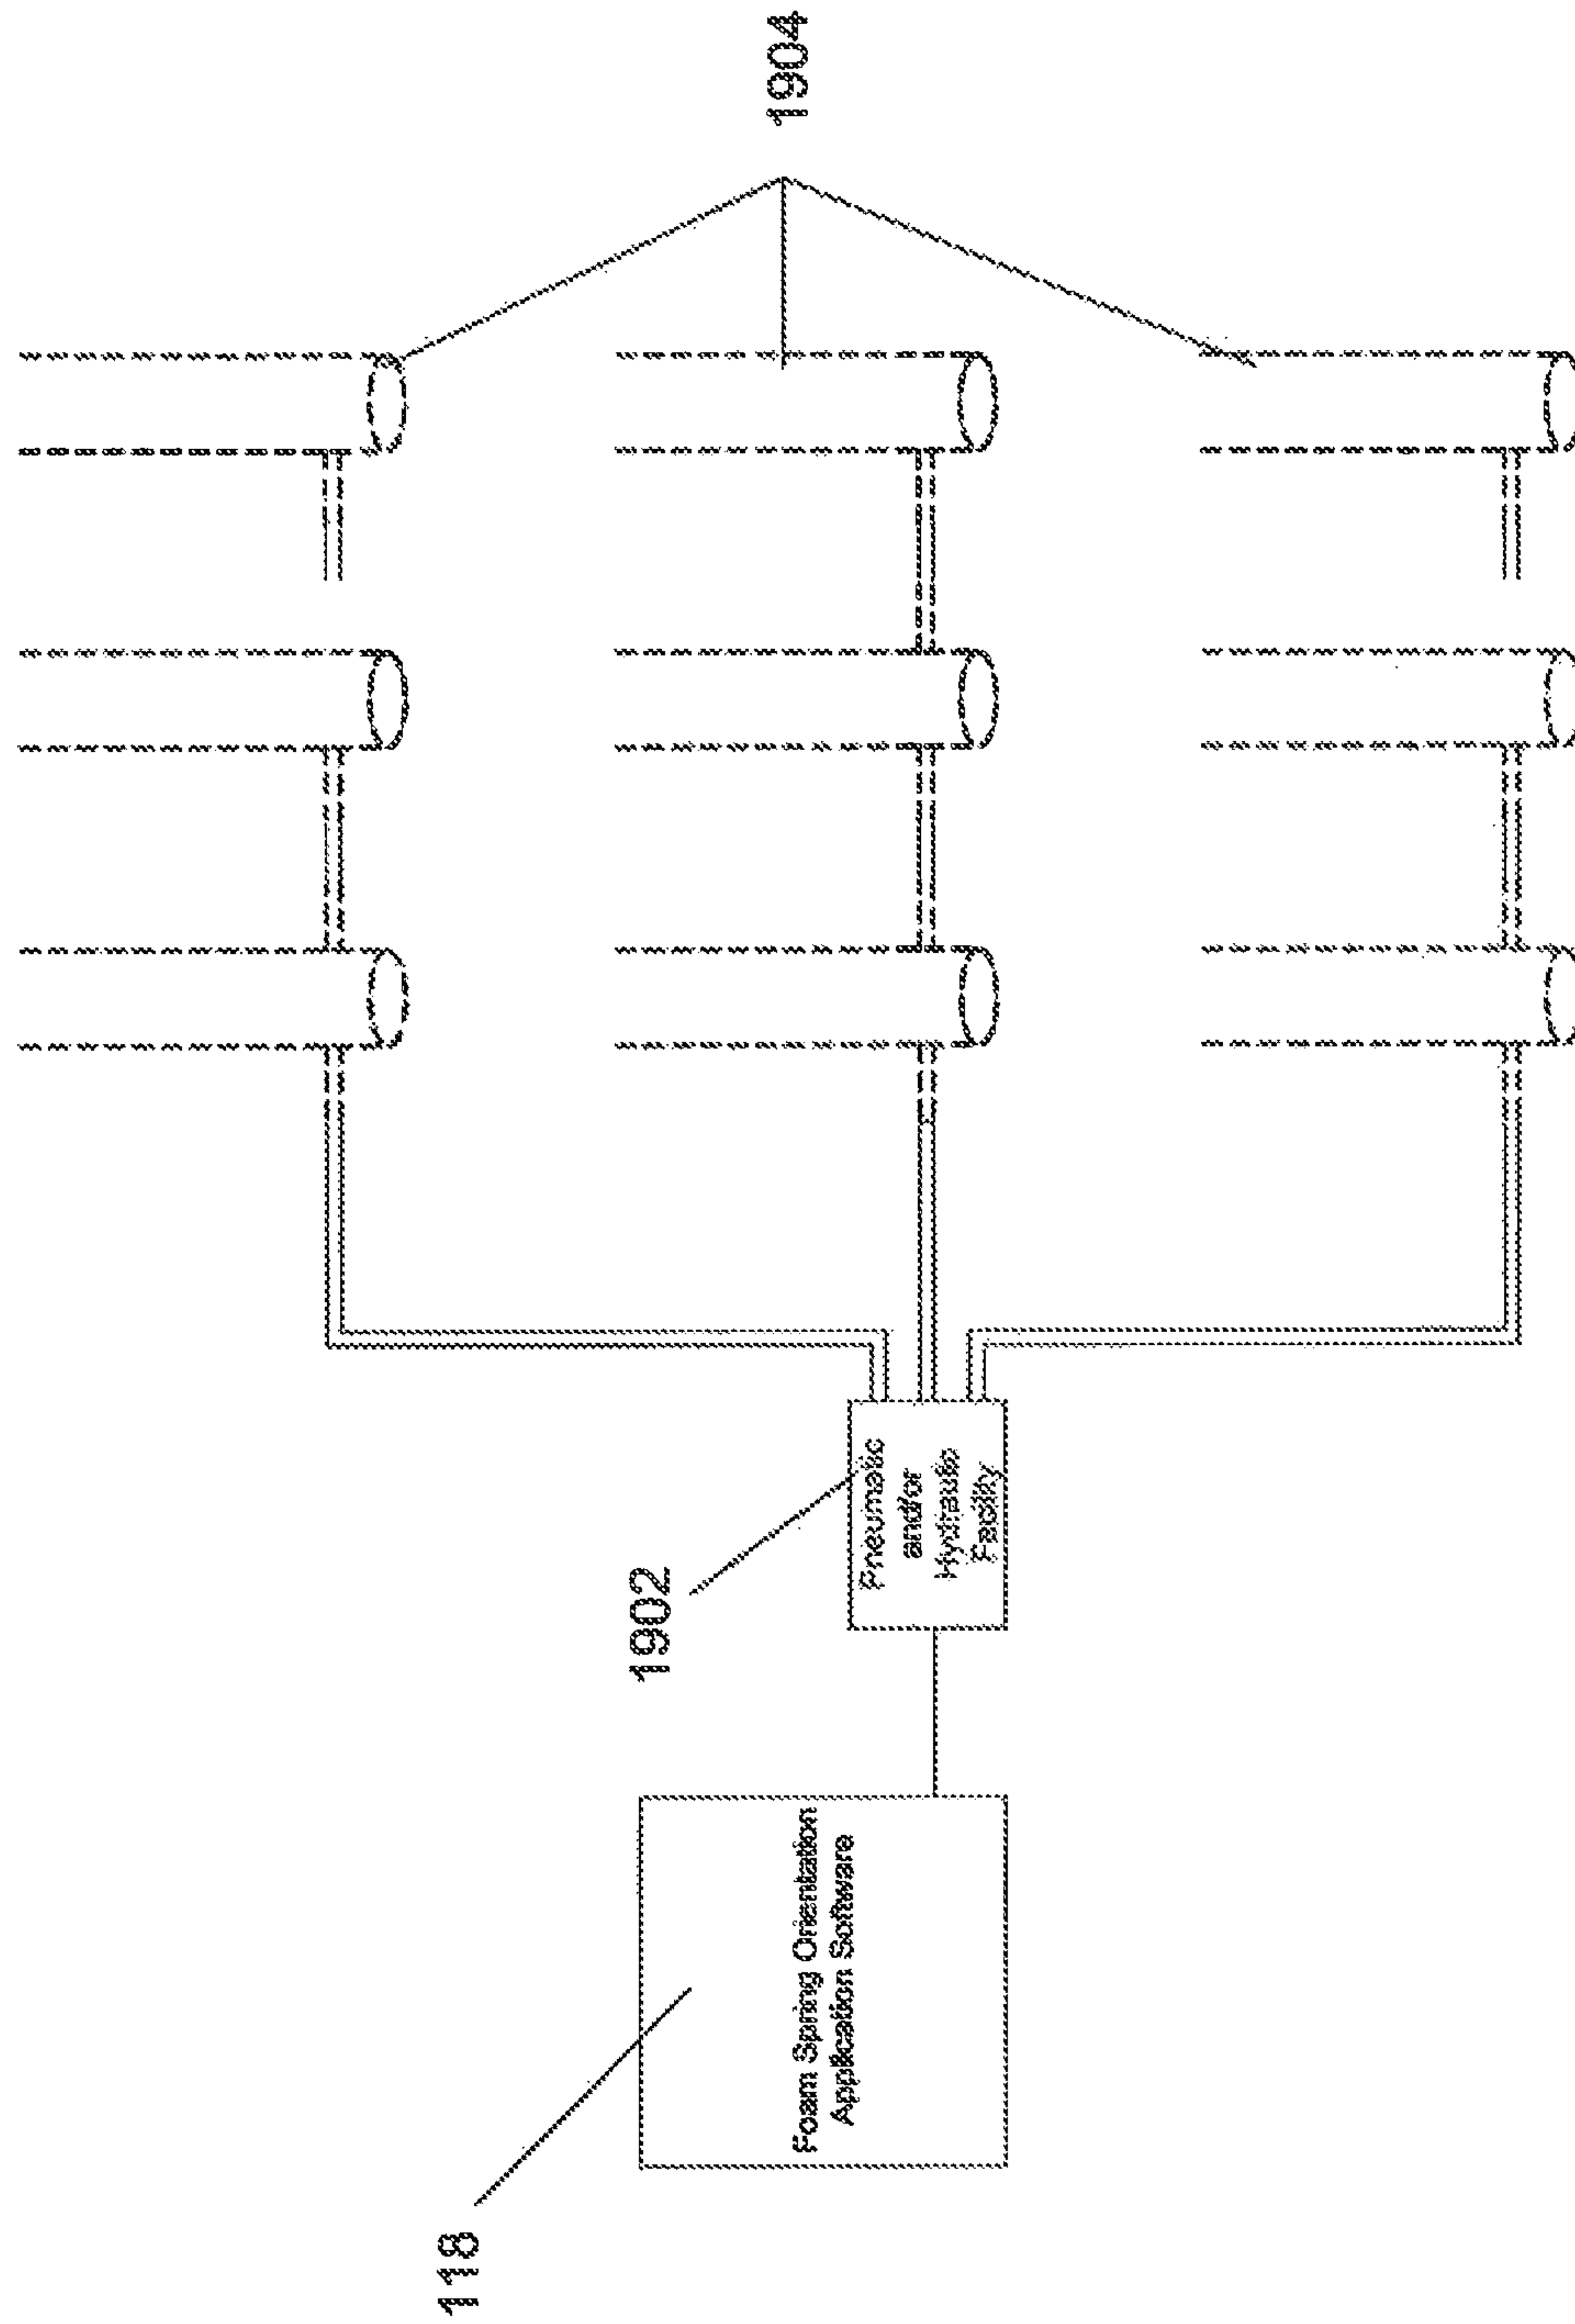 118
Foam Spring Orientation
Application Software
1902
Pneumatic
and/or
Hydraulic
Facility
1904